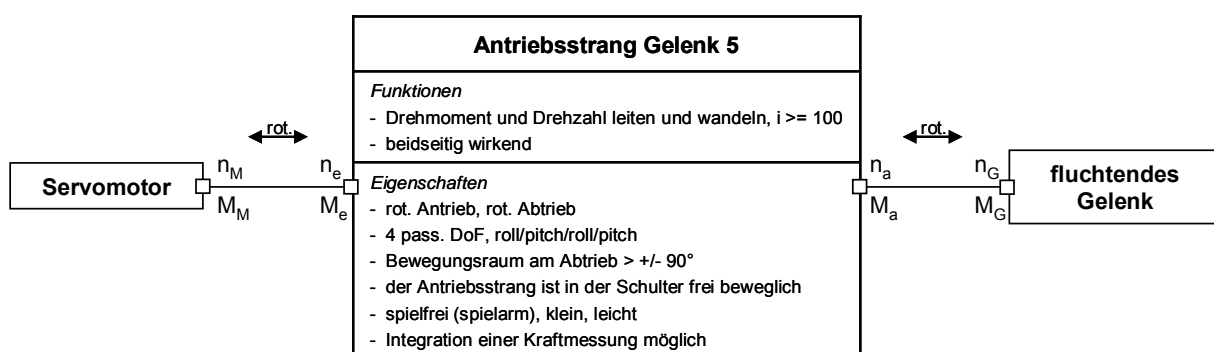 Antriebsstrang Gelenk 5
Funktionen
- Drehmoment und Drehzahl leiten und wandeln, i >= 100
- beidseitig wirkend
rot.
rot.
n_M
n_e
n_a
n_G
Servomotor
fluchtendes
Gelenk
M_M
M_e
M_a
M_G
Eigenschaften
- rot. Antrieb, rot. Abtrieb
- 4 pass. DoF, roll/pitch/roll/pitch
- Bewegungsraum am Abtrieb > +/- 90°
- der Antriebsstrang ist in der Schulter frei beweglich
- spielfrei (spielarm), klein, leicht
- Integration einer Kraftmessung möglich